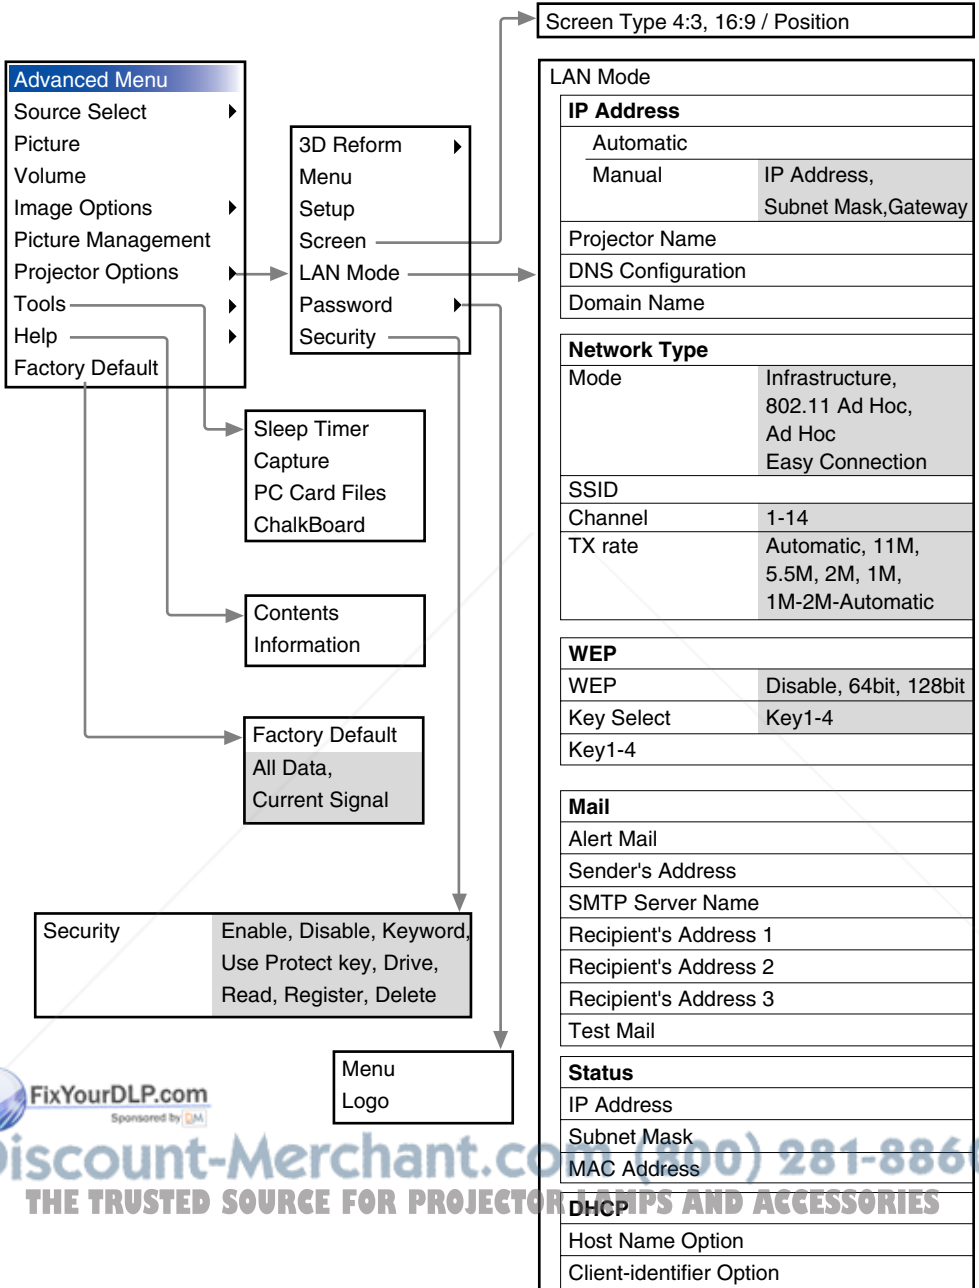 Screen Type 4:3, 16:9 / Position
Advanced Menu
Source Select
Picture
Volume
Image Options
Picture Management
Projector Options
Tools
Help
Factory Default
3D Reform
Menu
Setup
Screen
LAN Mode
Password
Security
Sleep Timer
Capture
PC Card Files
ChalkBoard
Contents
Information
Factory Default
All Data,
Current Signal
Security Enable, Disable, Keyword,
Use Protect key, Drive,
Read, Register, Delete
Menu
Logo
LAN Mode
IP Address
Automatic
Manual IP Address,
Subnet Mask,Gateway
Projector Name
DNS Configuration
Domain Name
Network Type
Mode Infrastructure,
802.11 Ad Hoc,
Ad Hoc
Easy Connection
SSID
Channel 1-14
TX rate Automatic, 11M,
5.5M, 2M, 1M,
1M-2M-Automatic
WEP
WEP Disable, 64bit, 128bit
Key Select Key1-4
Key1-4
Mail
Alert Mail
Sender's Address
SMTP Server Name
Recipient's Address 1
Recipient's Address 2
Recipient's Address 3
Test Mail
Status
IP Address
Subnet Mask
MAC Address
DHCP
Host Name Option
Client-identifier Option
FixYourDLP.com
Sponsored by DM
Discount-Merchant.com (800) 281-886
THE TRUSTED SOURCE FOR PROJECTOR LAMPS AND ACCESSORIES